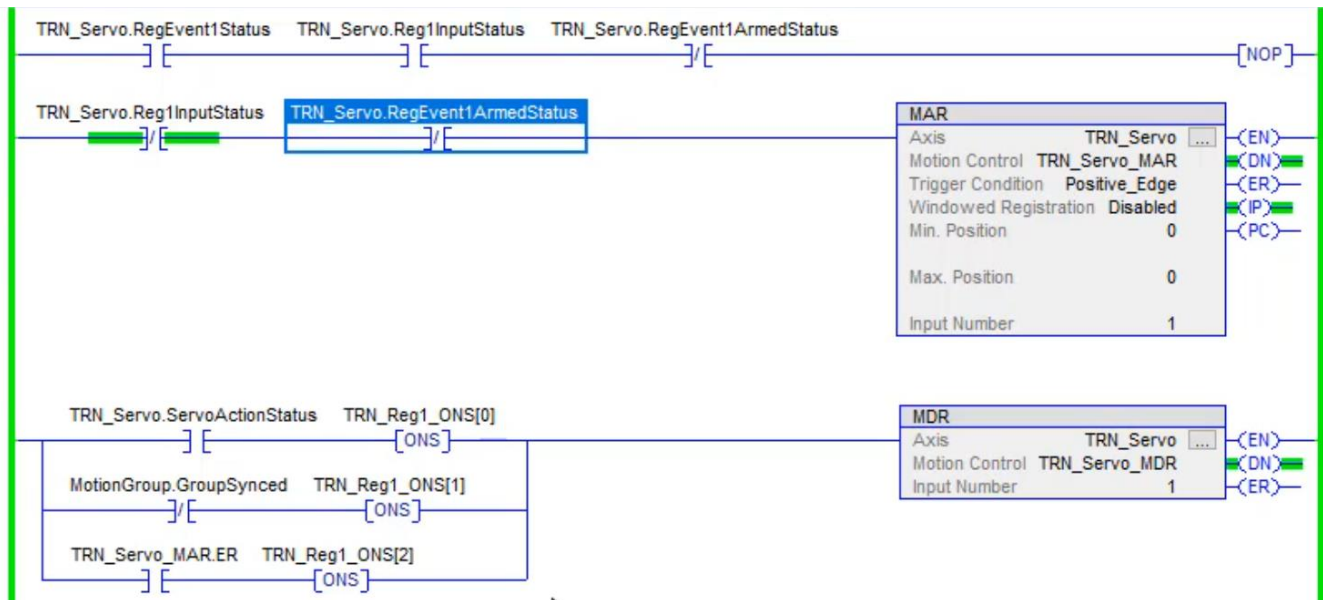 TRN_Servo.RegEvent1Status TRN_Servo.Reg1InputStatus TRN_Servo.RegEvent1ArmedStatus
NOP
TRN_Servo.Reg1InputStatus TRN_Servo.RegEvent1ArmedStatus
MAR
Axis TRN_Servo ... EN
Motion Control TRN_Servo_MAR DN
Trigger Condition Positive_Edge ER
Windowed Registration Disabled IP
Min. Position 0 PC
Max. Position 0
Input Number 1
TRN_Servo.ServoActionStatus TRN_Reg1_ONS[0]
ONS
MotionGroup.GroupSynced TRN_Reg1_ONS[1]
ONS
TRN_Servo_MAR.ER TRN_Reg1_ONS[2]
ONS
MDR
Axis TRN_Servo ... EN
Motion Control TRN_Servo_MDR DN
Input Number 1 ER